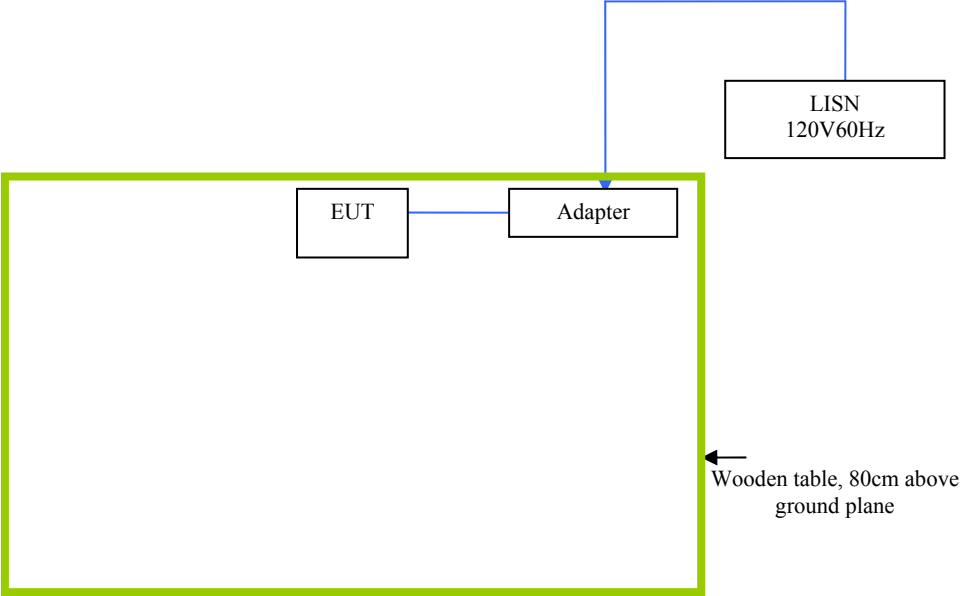 LISN
120V60Hz
EUT
Adapter
Wooden table, 80cm above
ground plane